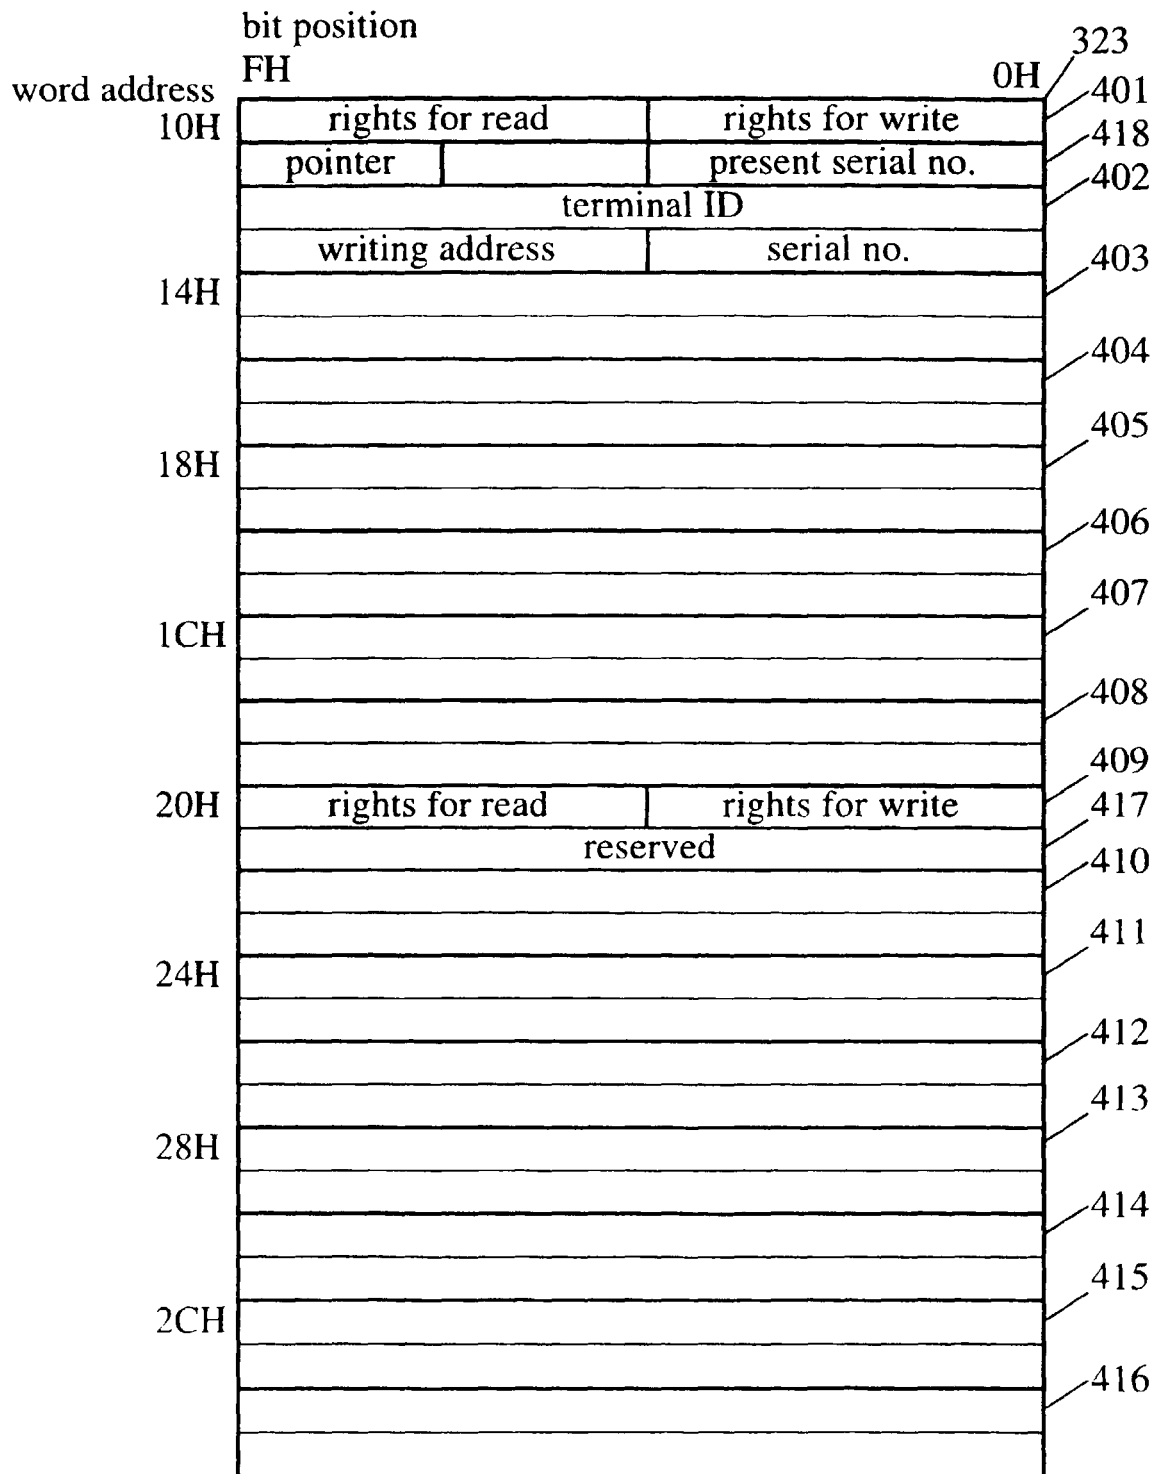 bit position
FH 0H 323
word address
10H rights for read rights for write 401
pointer present serial no. 418
terminal ID 402
writing address serial no. 403
14H
404
405
18H
406
407
1CH
408
409
20H rights for read rights for write 417
reserved 410
411
24H
412
413
28H
414
415
2CH
416